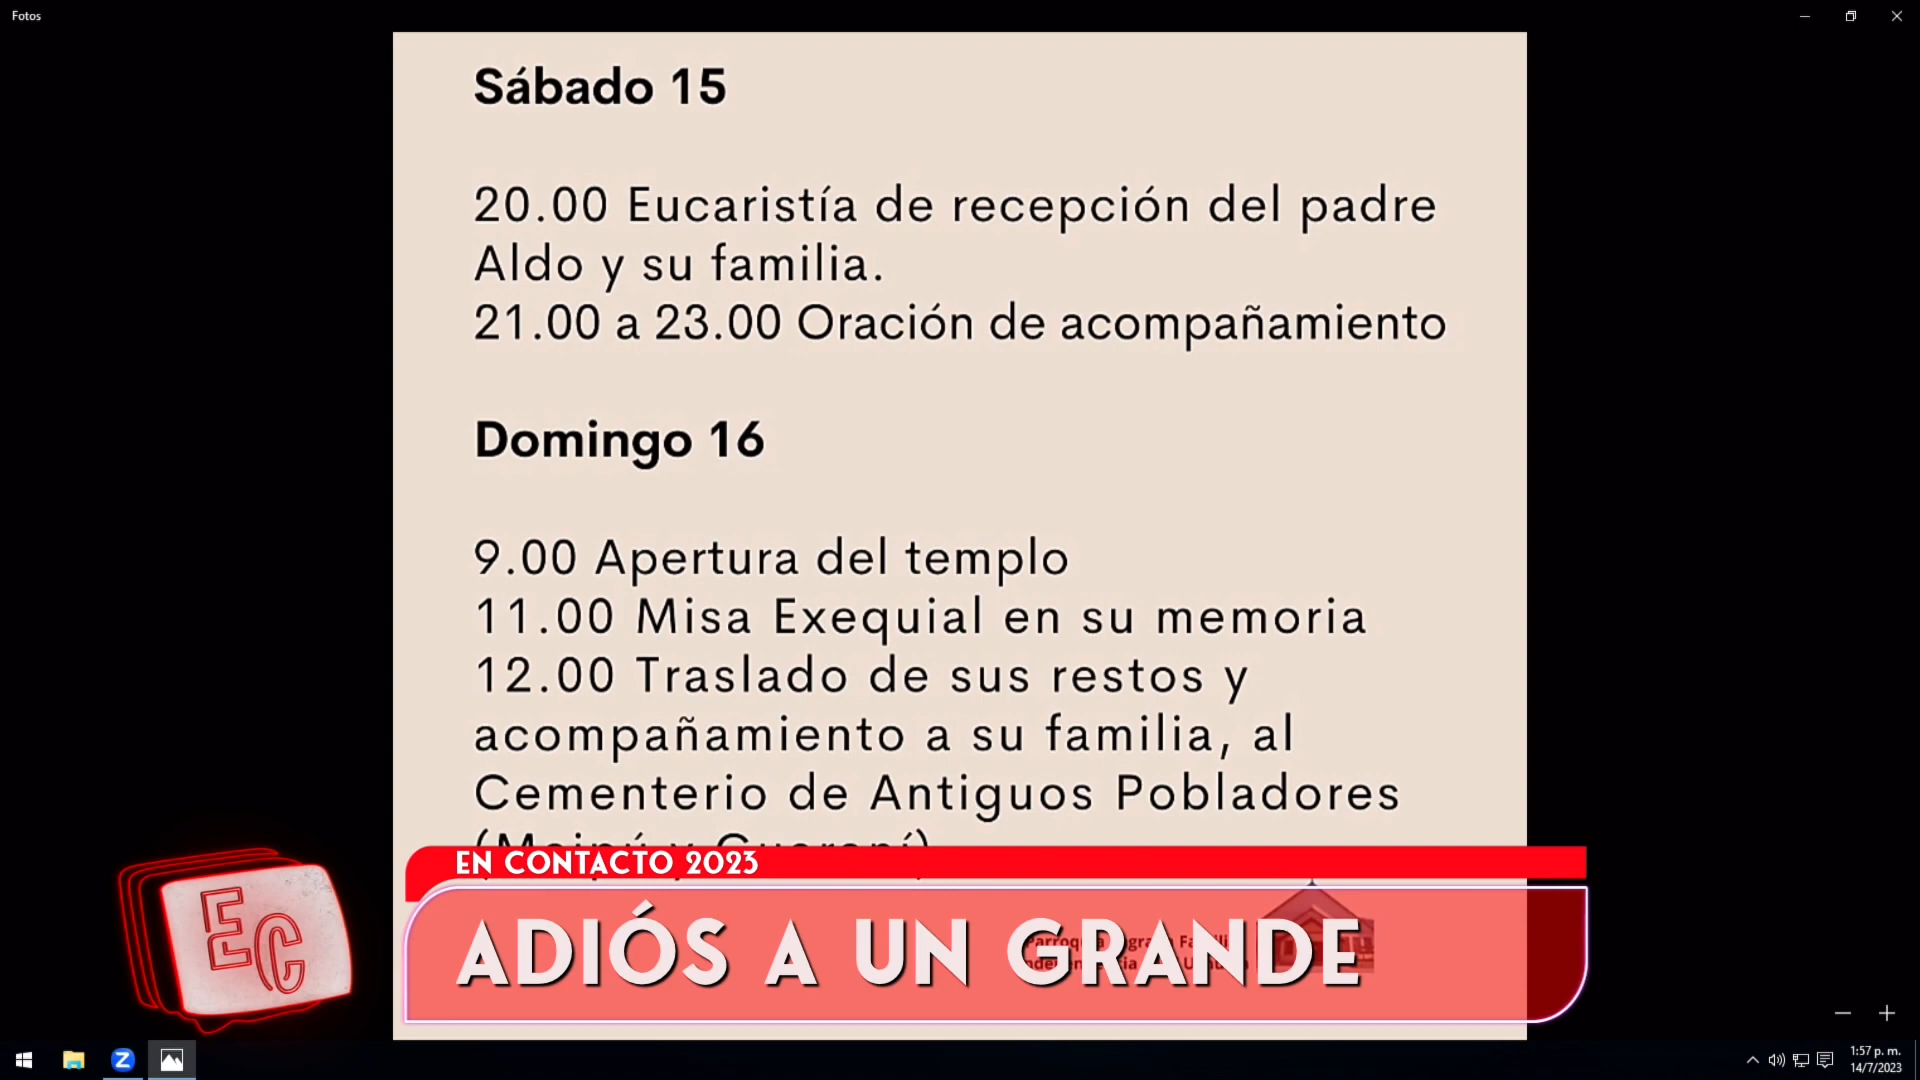 Fotos
Sábado 15
20.00 Eucaristía de recepción del padre
Aldo y su familia.
21.00 a 23.00 Oración de acompañamiento
Domingo 16
9.00 Apertura del templo
11.00 Misa Exequial en su memoria
12.00 Traslado de sus restos y
acompañamiento a su familia, al
Cementerio de Antiguos Pobladores
(Maipú y Guaraní)
EN CONTACTO 2023
EC
ADIÓS A UN GRANDE
1:57 p. m.
14/7/2023